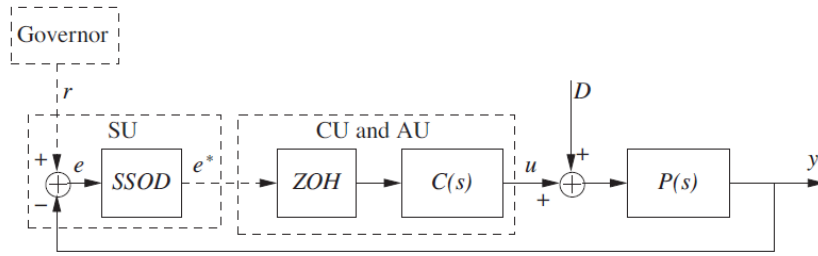 Governor
r
SU
CU and AU
D
+
e
SSOD
e*
ZOH
C(s)
u
+
+
P(s)
y
−